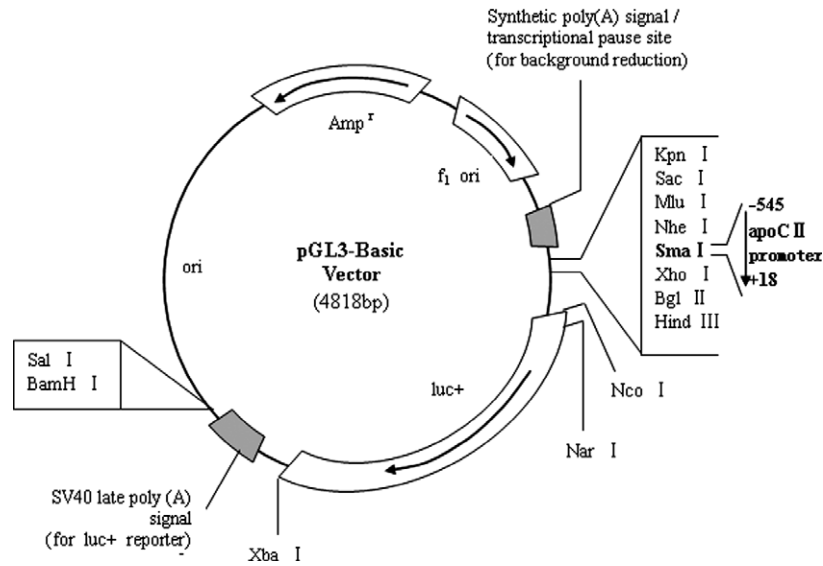 Synthetic poly(A) signal /
transcriptional pause site
(for background reduction)
Amp r
f1 ori
Kpn I
Sac I
Mlu I
Nhe I
Sma I
Xho I
Bgl II
Hind III
-545
apoC II
promoter
+18
pGL3-Basic
Vector
(4818bp)
ori
Sal I
BamH I
luc+
Nco I
Nar I
SV40 late poly (A)
signal
(for luc+ reporter)
Xba I